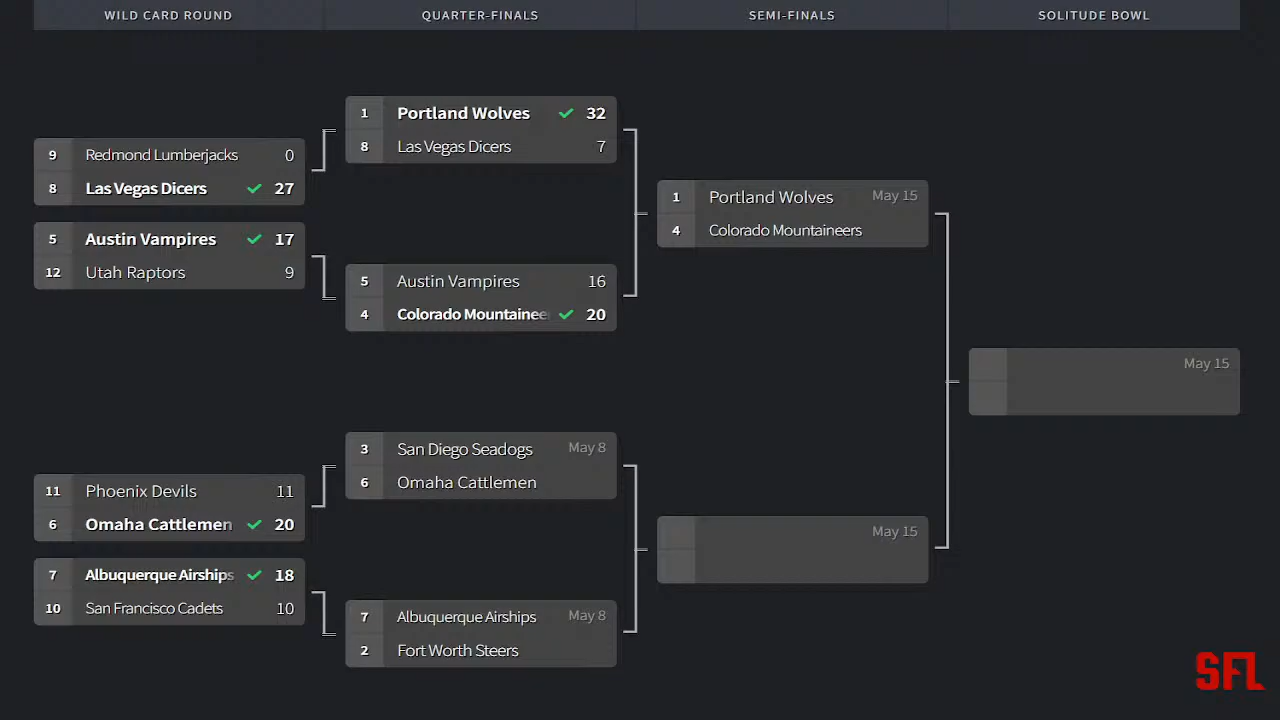 WILD CARD ROUND
QUARTER-FINALS
SEMI-FINALS
SOLITUDE BOWL
9 Redmond Lumberjacks 0
8 Las Vegas Dicers 27
5 Austin Vampires 17
12 Utah Raptors 9
11 Phoenix Devils 11
6 Omaha Cattlemen 20
7 Albuquerque Airships 18
10 San Francisco Cadets 10
1 Portland Wolves 32
8 Las Vegas Dicers 7
5 Austin Vampires 16
4 Colorado Mountainee 20
3 San Diego Seadogs May 8
6 Omaha Cattlemen
7 Albuquerque Airships May 8
2 Fort Worth Steers
1 Portland Wolves May 15
4 Colorado Mountaineers
May 15
May 15
SFL